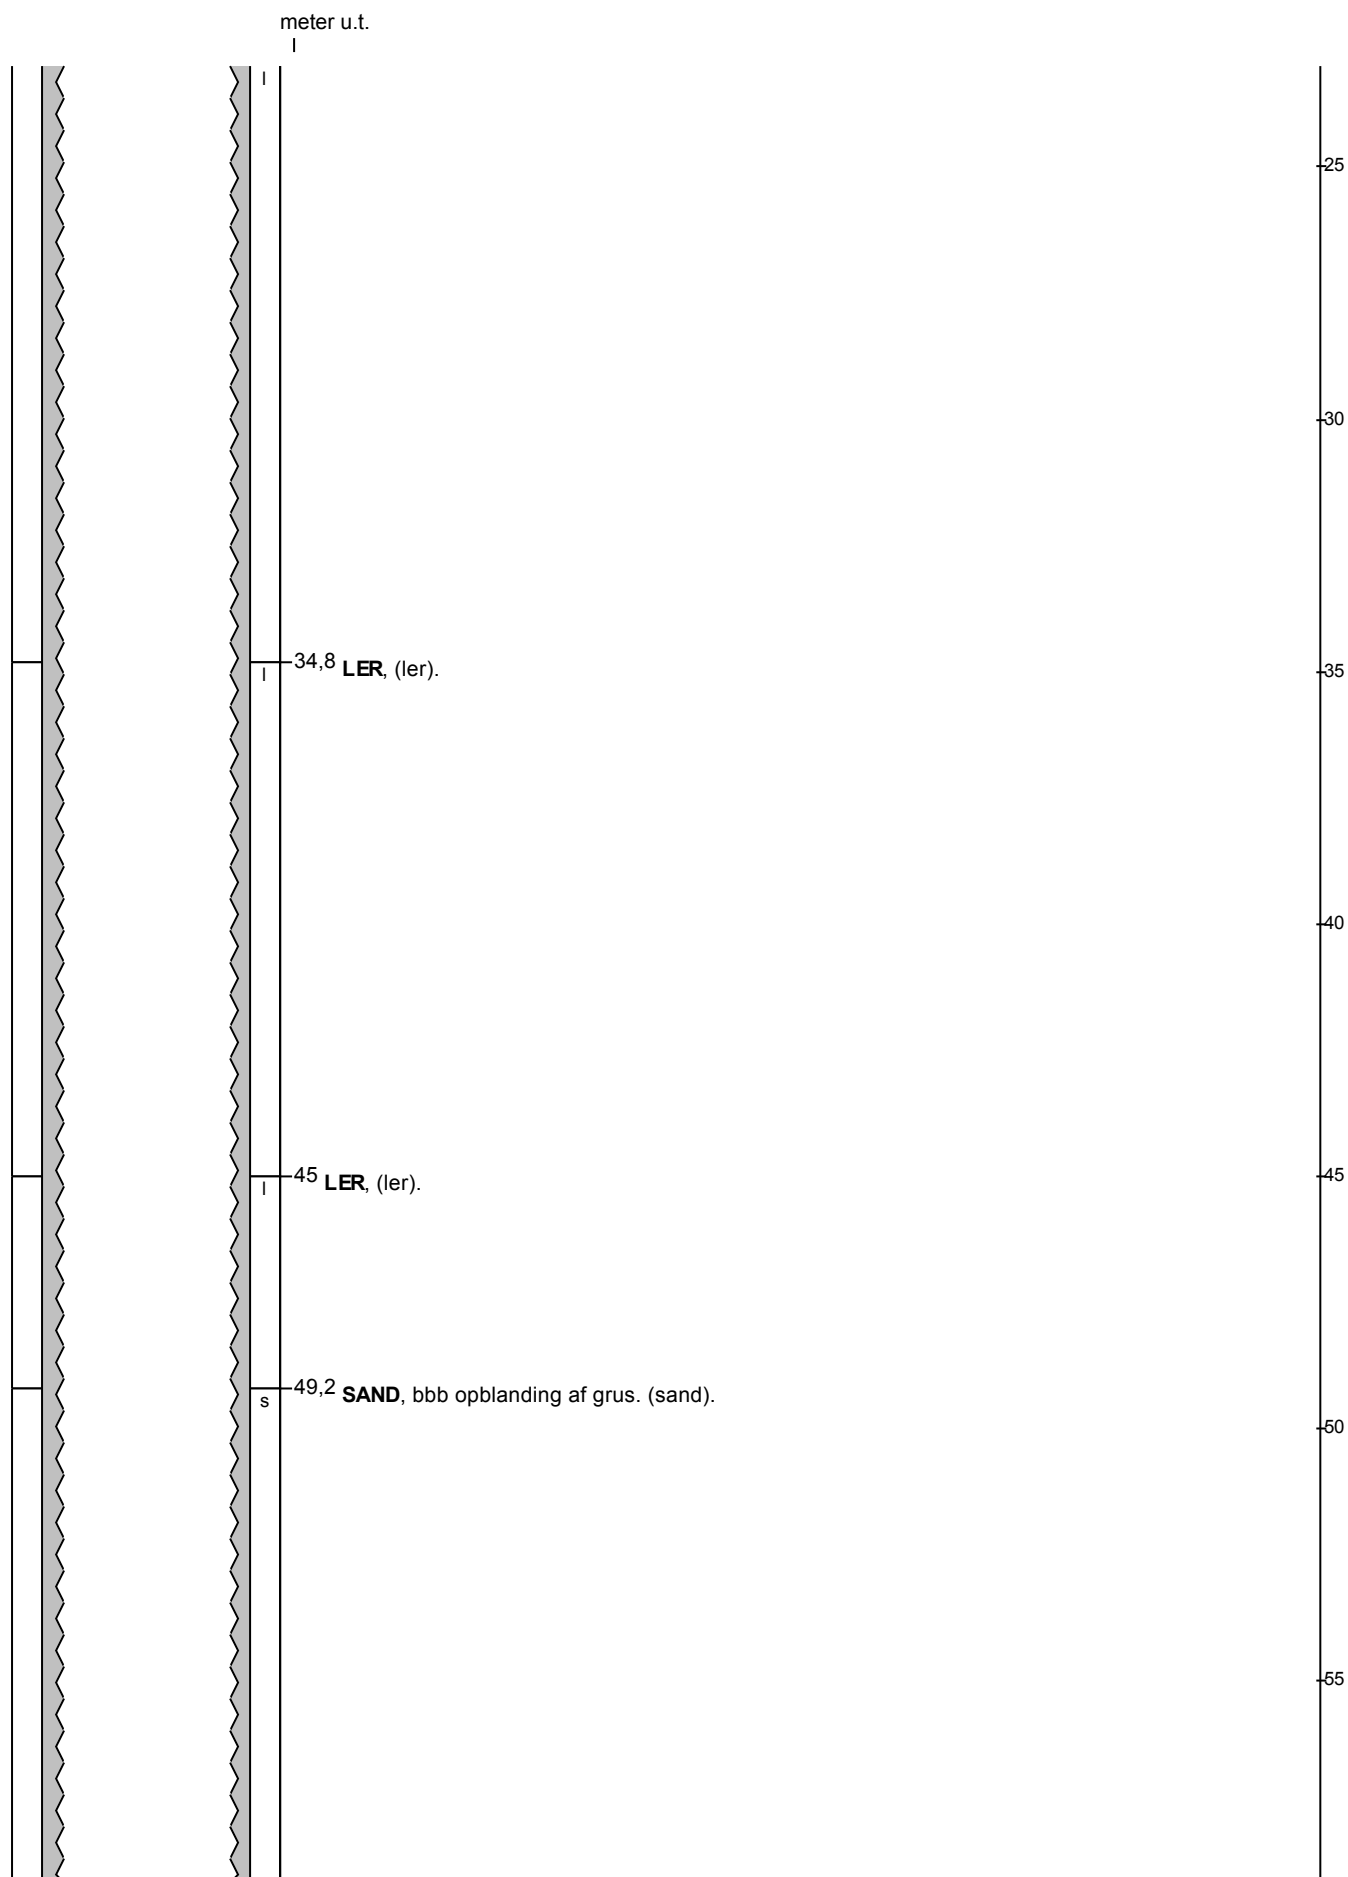 meter u.t.
l
25
30
34,8 LER, (ler).
l
35
40
45 LER, (ler).
45
l
49,2 SAND, bbb opblanding af grus. (sand).
s
50
55